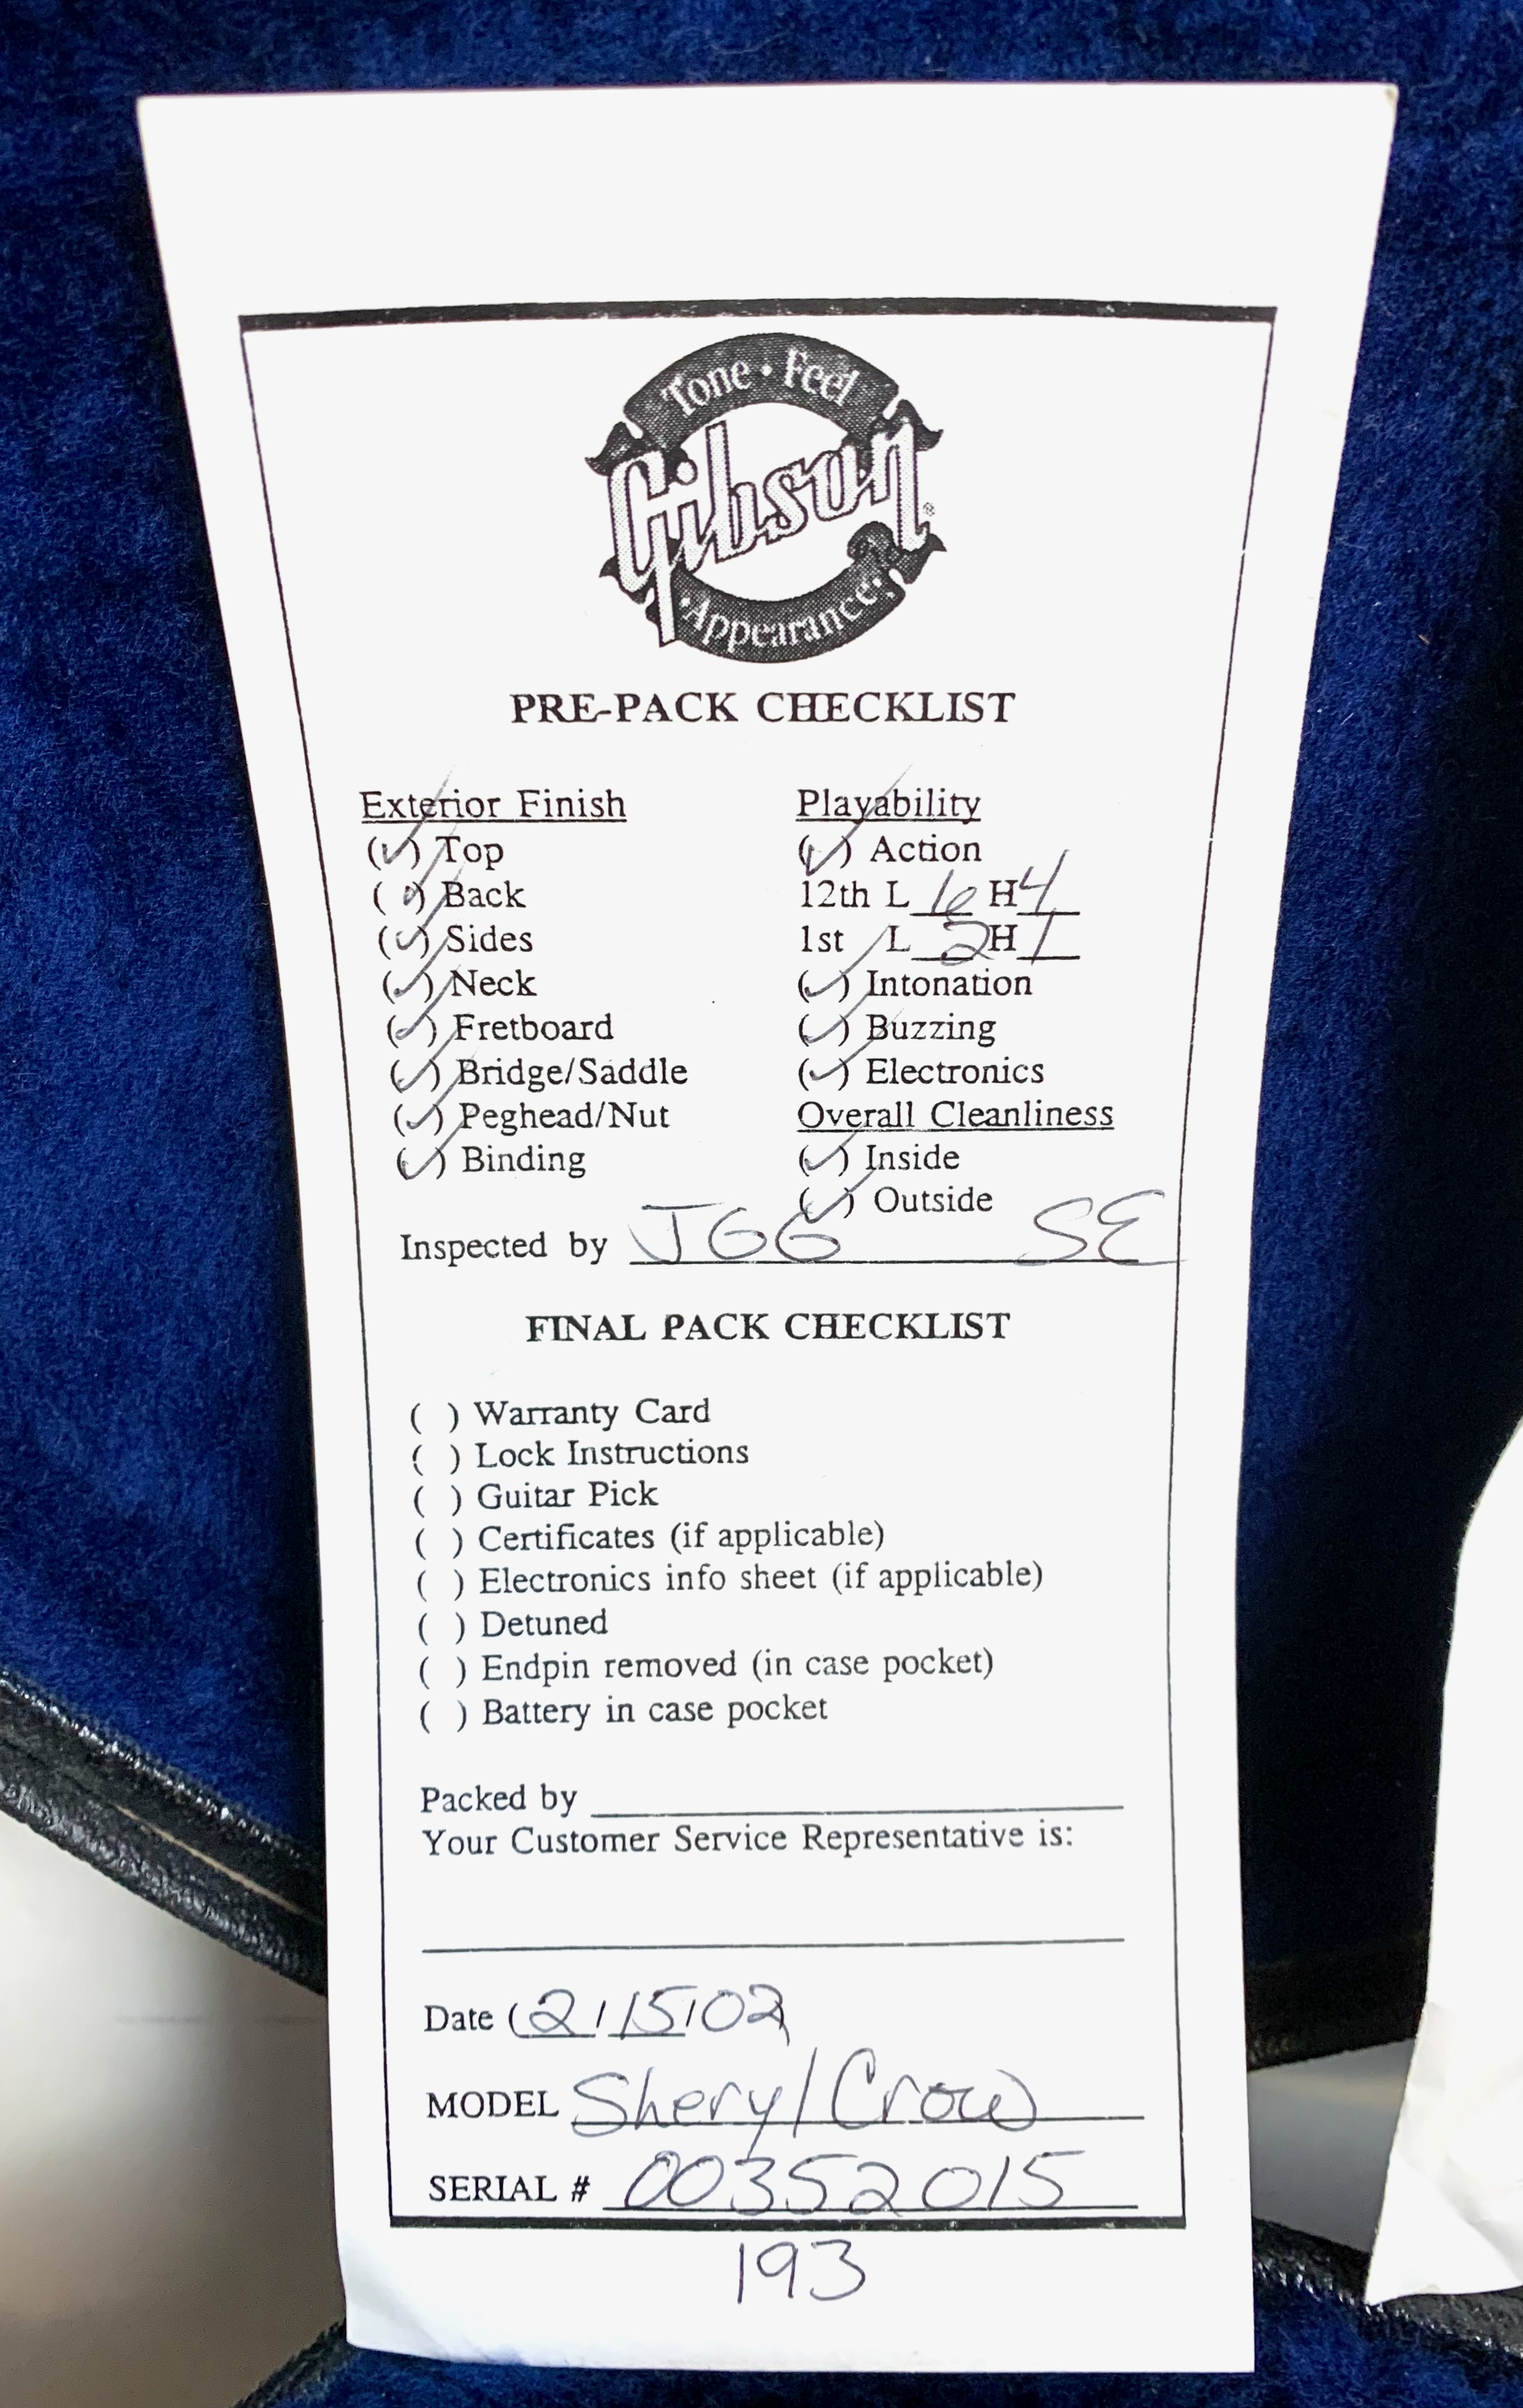 Tone · Feel
Gibson®
· Appearance ·
PRE-PACK CHECKLIST
Exterior Finish
(✓) Top
(✓) Back
(✓) Sides
(✓) Neck
(✓) Fretboard
(✓) Bridge/Saddle
(✓) Peghead/Nut
(✓) Binding
Playability
(✓) Action
12th L 6 H 4
1st L 2 H 1
(✓) Intonation
(✓) Buzzing
(✓) Electronics
Overall Cleanliness
(✓) Inside
(✓) Outside
Inspected by JGG SE
FINAL PACK CHECKLIST
( ) Warranty Card
( ) Lock Instructions
( ) Guitar Pick
( ) Certificates (if applicable)
( ) Electronics info sheet (if applicable)
( ) Detuned
( ) Endpin removed (in case pocket)
( ) Battery in case pocket
Packed by
Your Customer Service Representative is:
Date 2/15/02
MODEL Sheryl Crow
SERIAL # 00352015
193